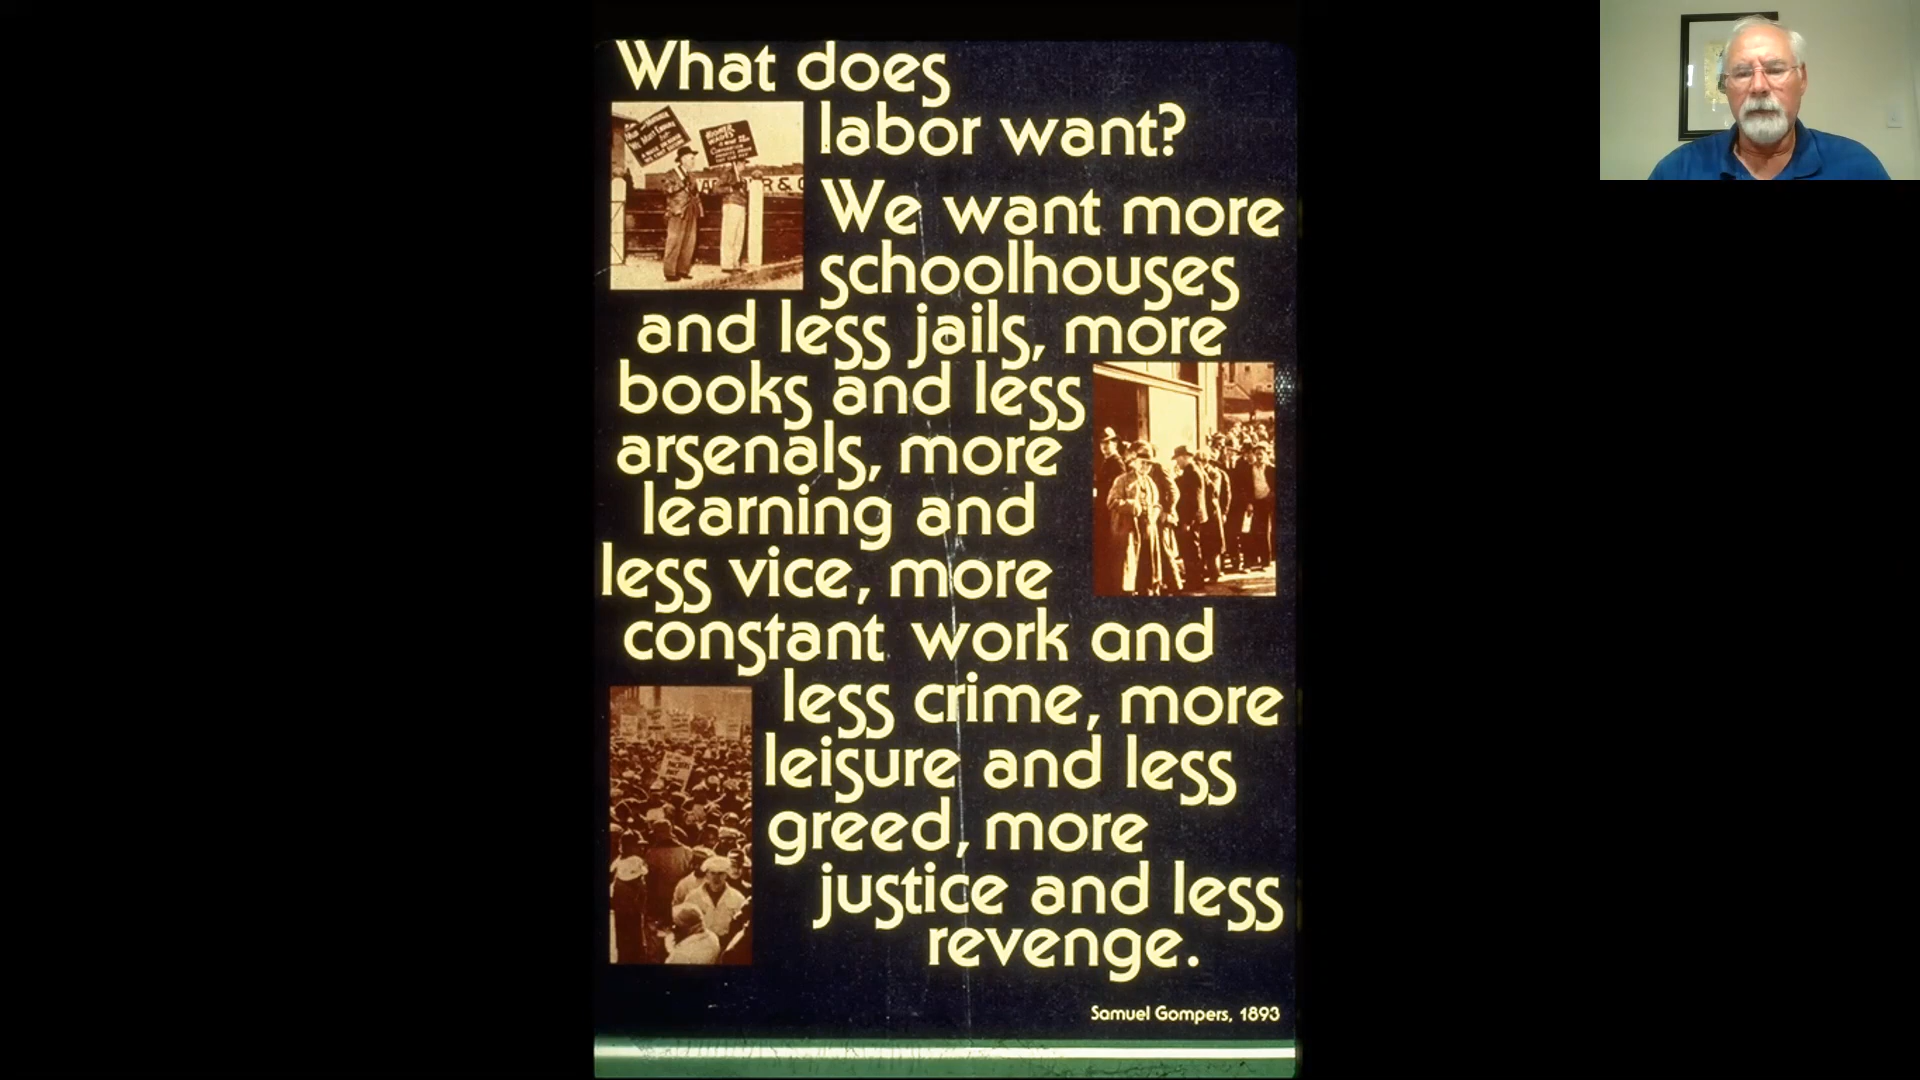 What does
labor want?
We want more
schoolhouses
and less jails, more
books and less
arsenals, more
learning and
less vice, more
constant work and
less crime, more
leisure and less
greed, more
justice and less
revenge.
Samuel Gompers, 1893
R & C